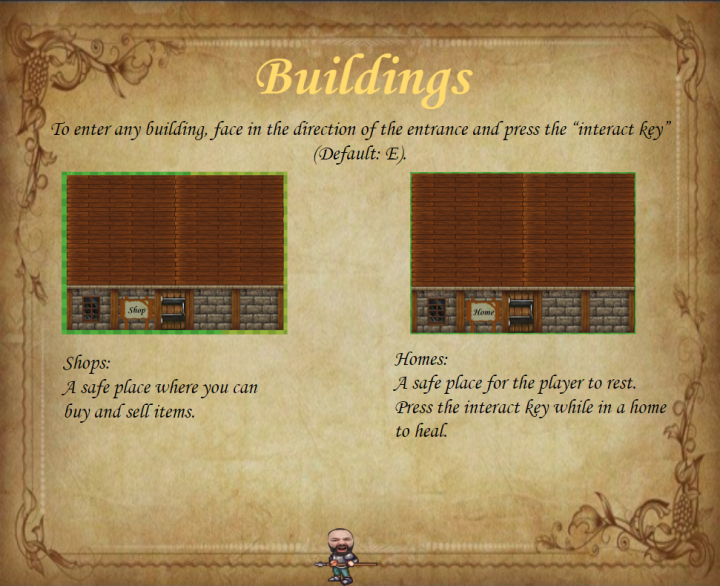 Buildings
To enter any building, face in the direction of the entrance and press the “interact key”
(Default: E).
Shop
Home
Shops:
A safe place where you can
buy and sell items.
Homes:
A safe place for the player to rest.
Press the interact key while in a home
to heal.